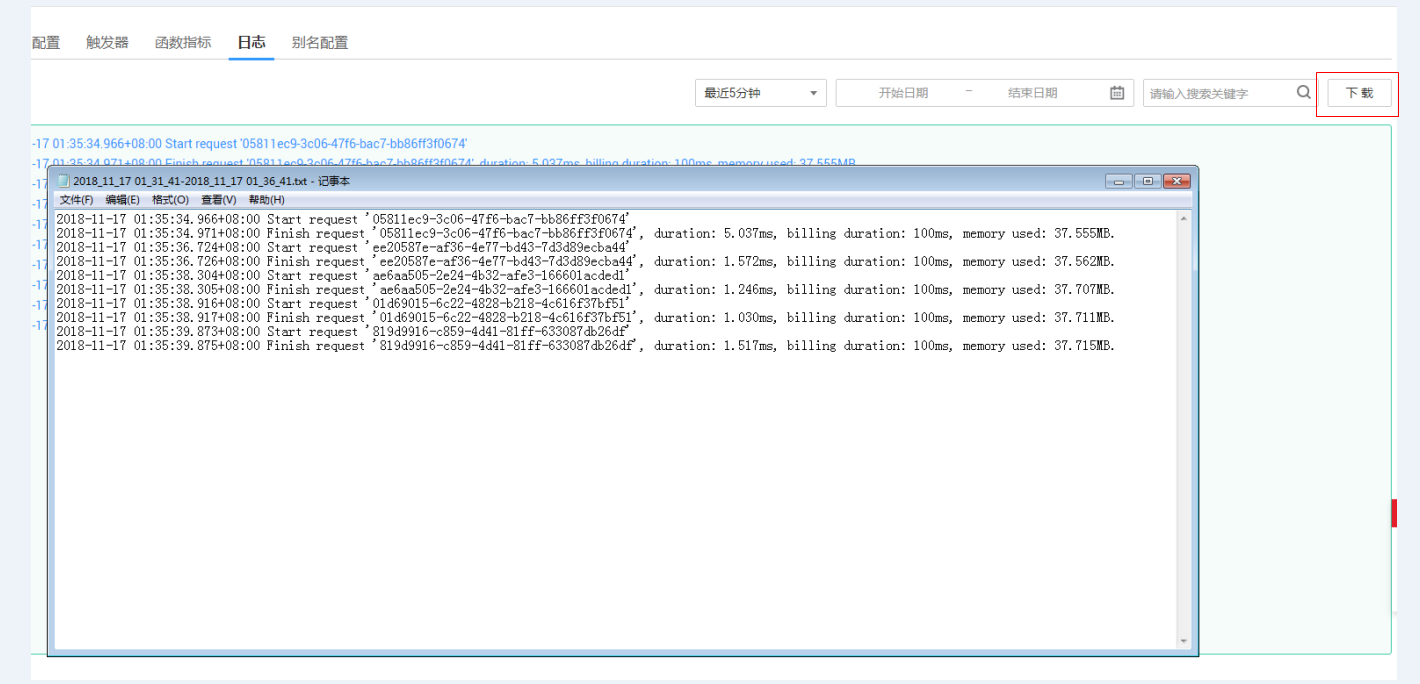 配置 触发器 函数指标 日志 别名配置
最近5分钟 开始日期 - 结束日期 请输入搜索关键字 下 载
-17 01:35:34.966+08:00 Start request '05811ec9-3c06-47f6-bac7-bb86ff3f0674'
-17 01:35:34.971+08:00 Finish request '05811ec9-3c06-47f6-bac7-bb86ff3f0674', duration: 5.037ms, billing duration: 100ms, memory used: 37.555MB.
-17
-17
-17
-17
-17
-17
-17
-17
2018_11_17 01_31_41-2018_11_17 01_36_41.txt - 记事本
文件(F) 编辑(E) 格式(O) 查看(V) 帮助(H)
2018-11-17 01:35:34.966+08:00 Start request '05811ec9-3c06-47f6-bac7-bb86ff3f0674'
2018-11-17 01:35:34.971+08:00 Finish request '05811ec9-3c06-47f6-bac7-bb86ff3f0674', duration: 5.037ms, billing duration: 100ms, memory used: 37.555MB.
2018-11-17 01:35:36.724+08:00 Start request 'ee20587e-af36-4e77-bd43-7d3d89ecba44'
2018-11-17 01:35:36.726+08:00 Finish request 'ee20587e-af36-4e77-bd43-7d3d89ecba44', duration: 1.572ms, billing duration: 100ms, memory used: 37.562MB.
2018-11-17 01:35:38.304+08:00 Start request 'ae6aa505-2e24-4b32-afe3-166601acded1'
2018-11-17 01:35:38.305+08:00 Finish request 'ae6aa505-2e24-4b32-afe3-166601acded1', duration: 1.246ms, billing duration: 100ms, memory used: 37.707MB.
2018-11-17 01:35:38.916+08:00 Start request '01d69015-6c22-4828-b218-4c616f37bf51'
2018-11-17 01:35:38.917+08:00 Finish request '01d69015-6c22-4828-b218-4c616f37bf51', duration: 1.030ms, billing duration: 100ms, memory used: 37.711MB.
2018-11-17 01:35:39.873+08:00 Start request '819d9916-c859-4d41-81ff-633087db26df'
2018-11-17 01:35:39.875+08:00 Finish request '819d9916-c859-4d41-81ff-633087db26df', duration: 1.517ms, billing duration: 100ms, memory used: 37.715MB.